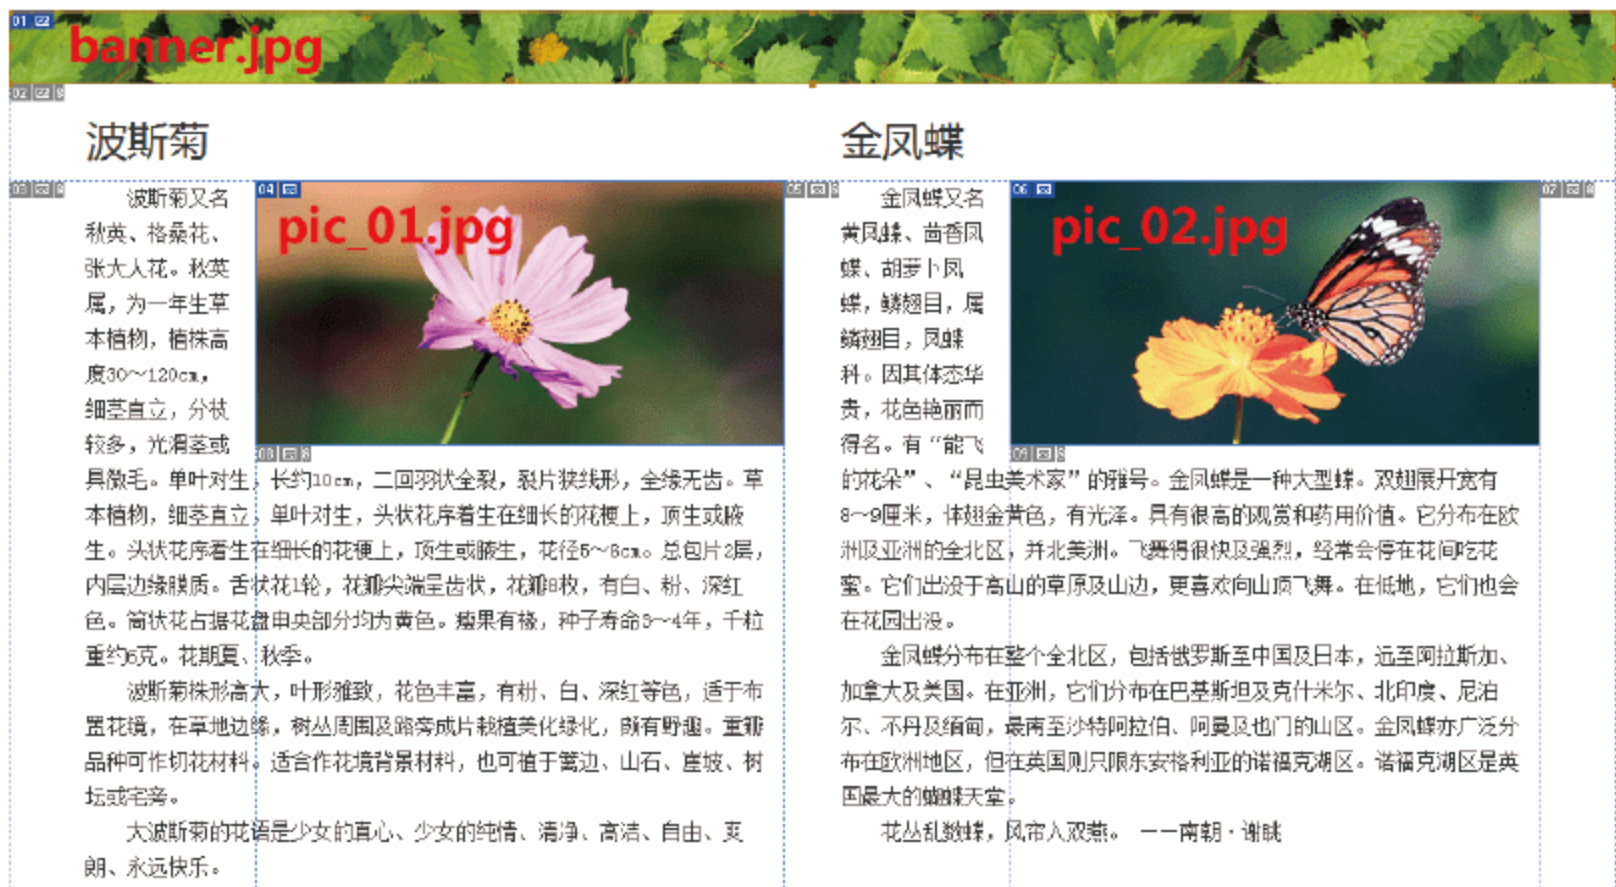 01
banner.jpg
02
波斯菊
03
波斯菊又名
秋英、格桑花、
张大人花。秋英
属，为一年生草
本植物，植株高
度30～120cm，
细茎直立，分枝
较多，光滑茎或
04
pic_01.jpg
08
具微毛。单叶对生，长约10cm，二回羽状全裂，裂片狭线形，全缘无齿。草
本植物，细茎直立，单叶对生，头状花序着生在细长的花梗上，顶生或腋
生。头状花序着生在细长的花梗上，顶生或腋生，花径5～8cm。总包片2层，
内层边缘膜质。舌状花1轮，花瓣尖端呈齿状，花瓣8枚，有白、粉、深红
色。筒状花占据花盘中央部分均为黄色。瘦果有椽，种子寿命3～4年，千粒
重约6克。花期夏、秋季。
波斯菊株形高大，叶形雅致，花色丰富，有粉、白、深红等色，适于布
置花镜，在草地边缘，树丛周围及路旁成片栽植美化绿化，颇有野趣。重瓣
品种可作切花材料。适合作花境背景材料，也可植于篱边、山石、崖坡、树
坛或宅旁。
大波斯菊的花语是少女的真心、少女的纯情、清净、高洁、自由、爽
朗、永远快乐。
金凤蝶
05
金凤蝶又名
黄凤蝶、茴香凤
蝶、胡萝卜凤
蝶，鳞翅目，属
鳞翅目，凤蝶
科。因其体态华
贵，花色艳丽而
得名。有“能飞
06
pic_02.jpg
07
09
的花朵”、“昆虫美术家”的雅号。金凤蝶是一种大型蝶。双翅展开宽有
8～9厘米，体翅金黄色，有光泽。具有很高的观赏和药用价值。它分布在欧
洲及亚洲的全北区，并北美洲。飞舞得很快及强烈，经常会停在花间吃花
蜜。它们出没于高山的草原及山边，更喜欢向山顶飞舞。在低地，它们也会
在花园出没。
金凤蝶分布在整个全北区，包括俄罗斯至中国及日本，远至阿拉斯加、
加拿大及美国。在亚洲，它们分布在巴基斯坦及克什米尔、北印度、尼泊
尔、不丹及缅甸，最南至沙特阿拉伯、阿曼及也门的山区。金凤蝶亦广泛分
布在欧洲地区，但在英国则只限东安格利亚的诺福克湖区。诺福克湖区是英
国最大的蝴蝶天堂。
花丛乱数蝶，风帘入双燕。 ——南朝·谢朓